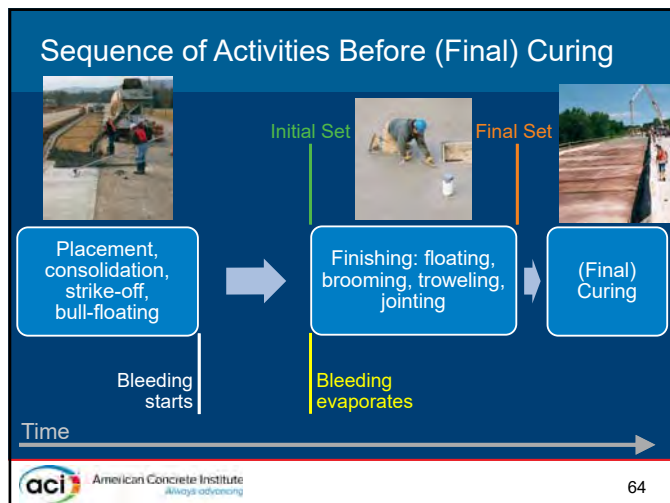 Sequence of Activities Before (Final) Curing
Initial Set
Final Set
Placement,
consolidation,
strike-off,
bull-floating
Finishing: floating,
brooming, troweling,
jointing
(Final)
Curing
Bleeding
starts
Bleeding
evaporates
Time
aci American Concrete Institute
Always advancing
64